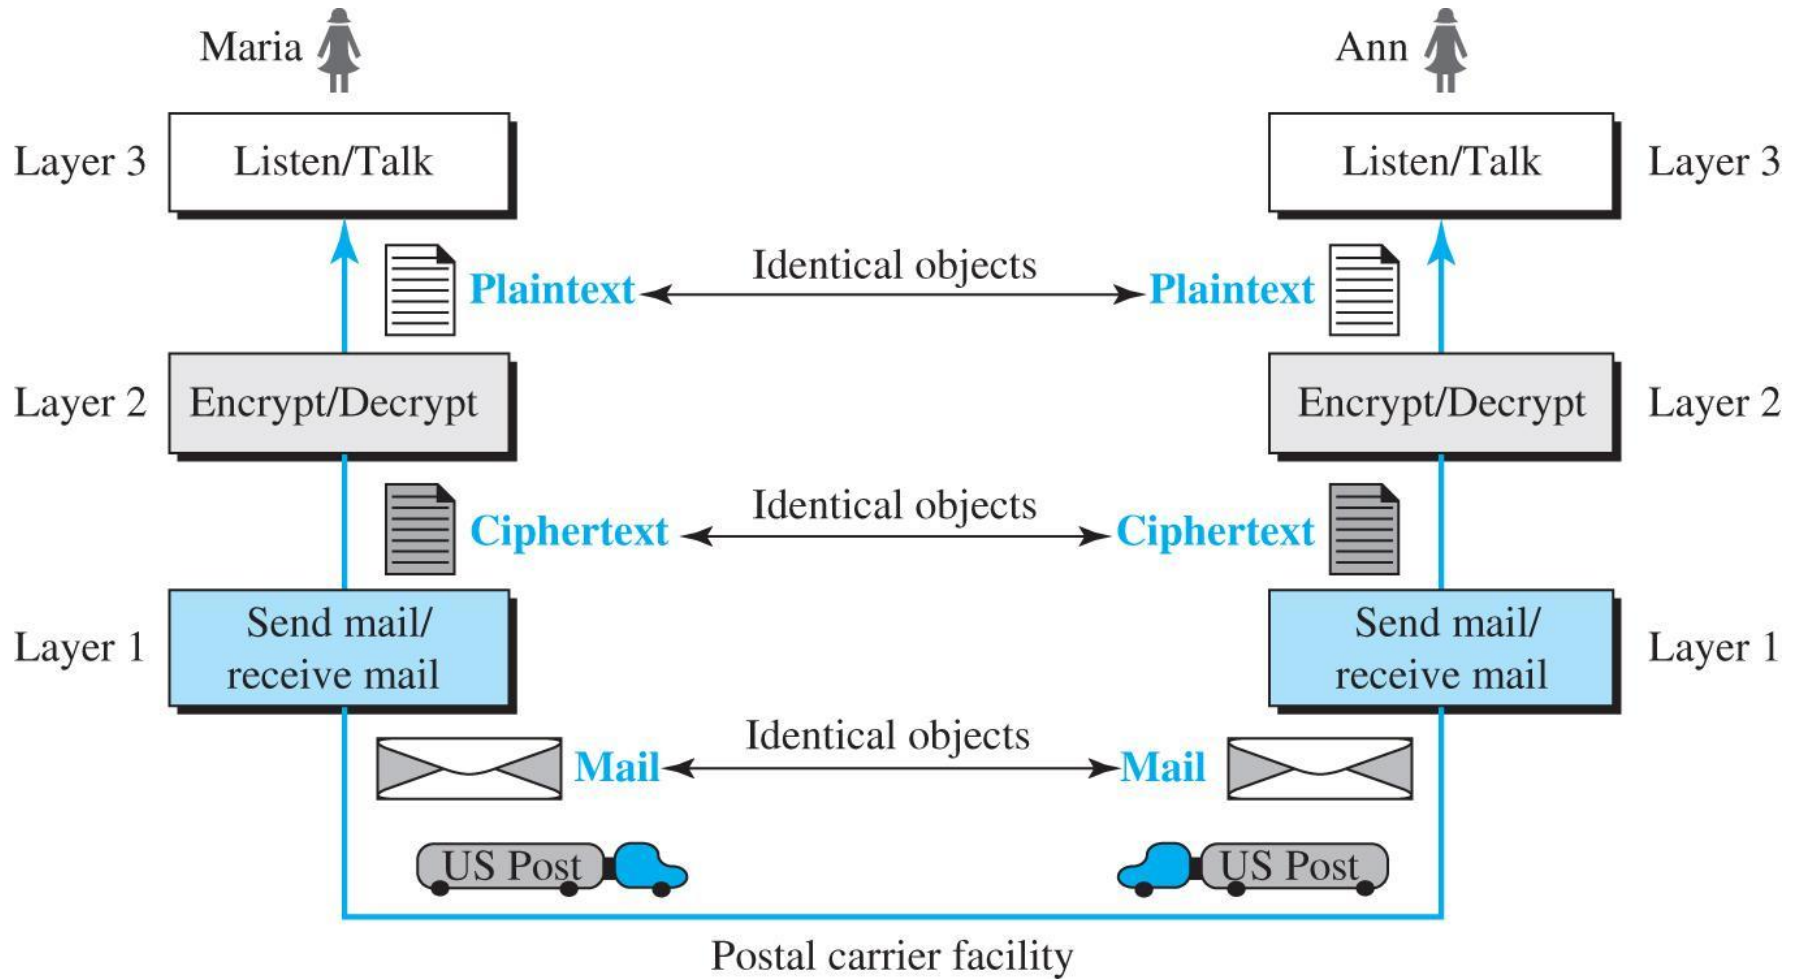 Maria
Ann
Layer 3
Listen/Talk
Listen/Talk
Layer 3
Plaintext
Identical objects
Plaintext
Layer 2
Encrypt/Decrypt
Encrypt/Decrypt
Layer 2
Ciphertext
Identical objects
Ciphertext
Layer 1
Send mail/
receive mail
Send mail/
receive mail
Layer 1
Mail
Identical objects
Mail
US Post
US Post
Postal carrier facility